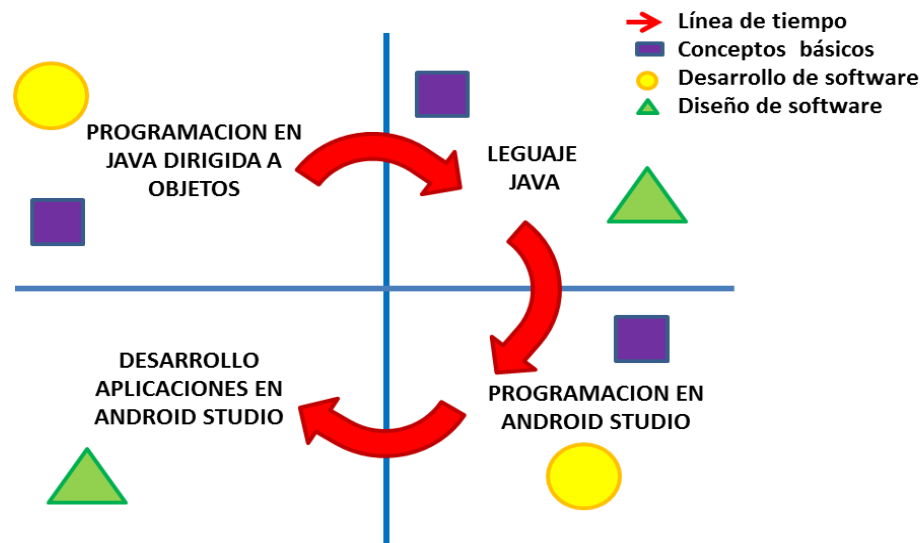 Línea de tiempo
Conceptos básicos
Desarrollo de software
Diseño de software
PROGRAMACION EN
JAVA DIRIGIDA A
OBJETOS
LEGUAJE
JAVA
DESARROLLO
APLICACIONES EN
ANDROID STUDIO
PROGRAMACION EN
ANDROID STUDIO